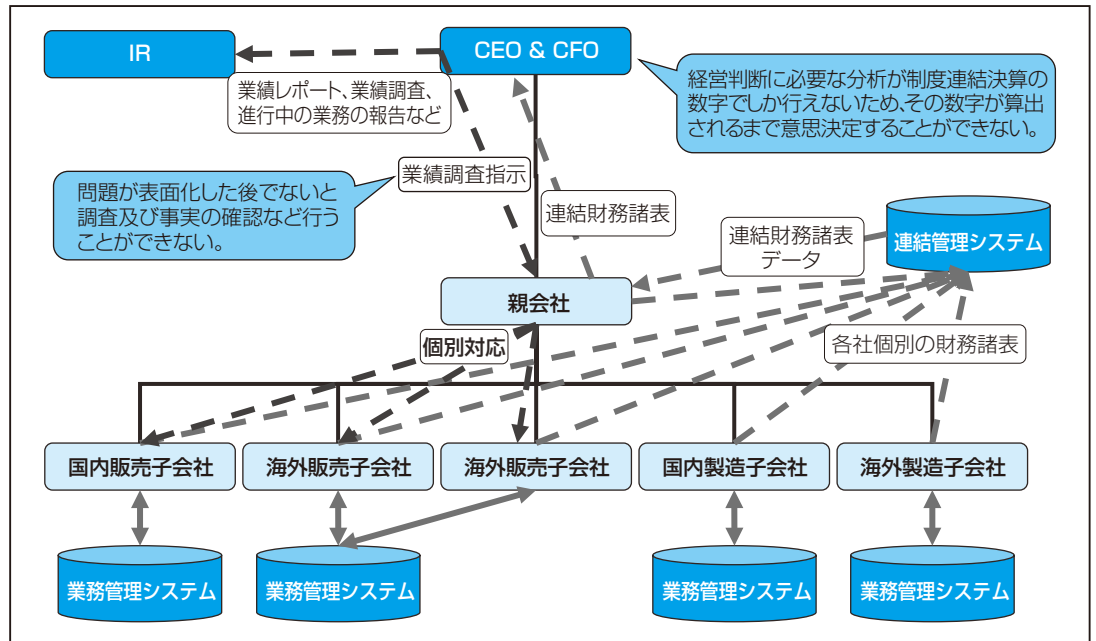 IR
CEO & CFO
業績レポート、業績調査、
進行中の業務の報告など
経営判断に必要な分析が制度連結決算の
数字でしか行えないため、その数字が算出
されるまで意思決定することができない。
業績調査指示
問題が表面化した後でないと
調査及び事実の確認など行う
ことができない。
連結財務諸表
連結財務諸表
データ
連結管理システム
親会社
個別対応
各社個別の財務諸表
国内販売子会社
海外販売子会社
海外販売子会社
国内製造子会社
海外製造子会社
業務管理システム
業務管理システム
業務管理システム
業務管理システム